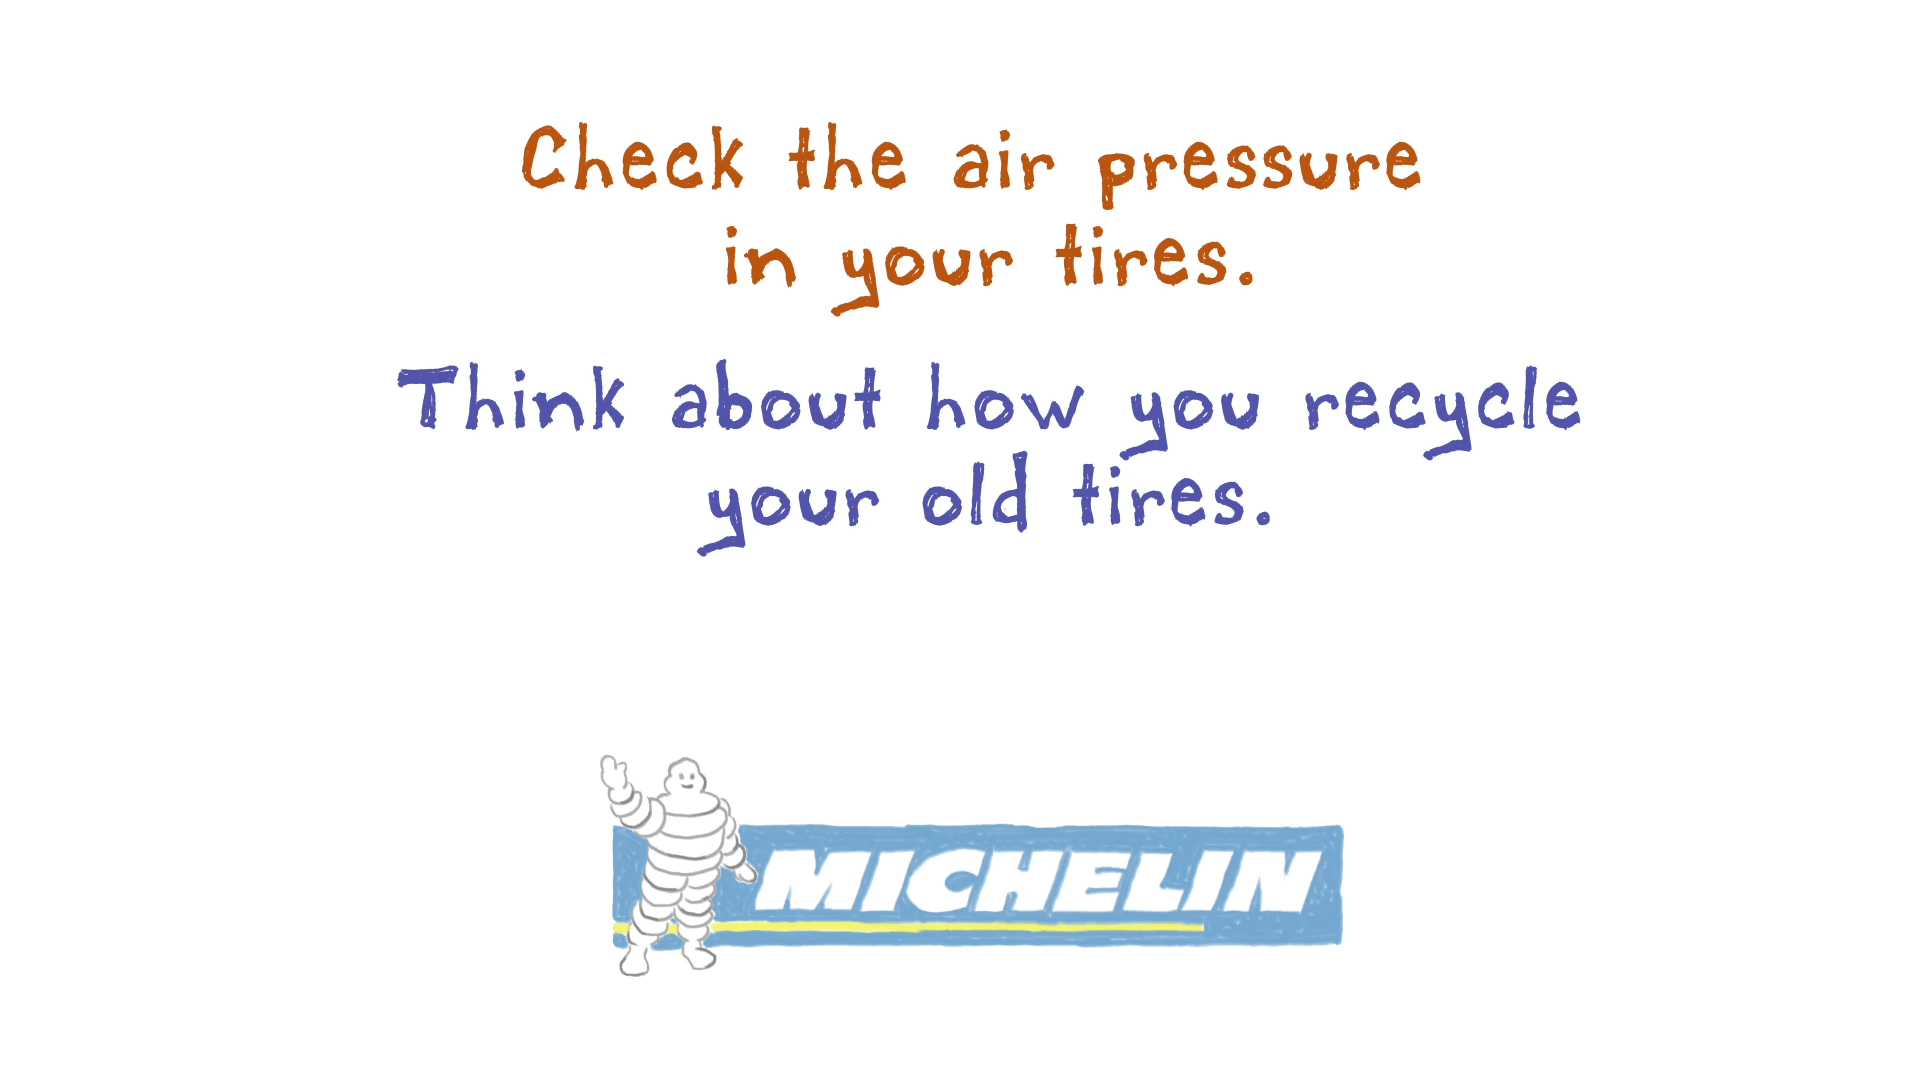 Check the air pressure
in your tires.
Think about how you recycle
your old tires.
MICHELIN